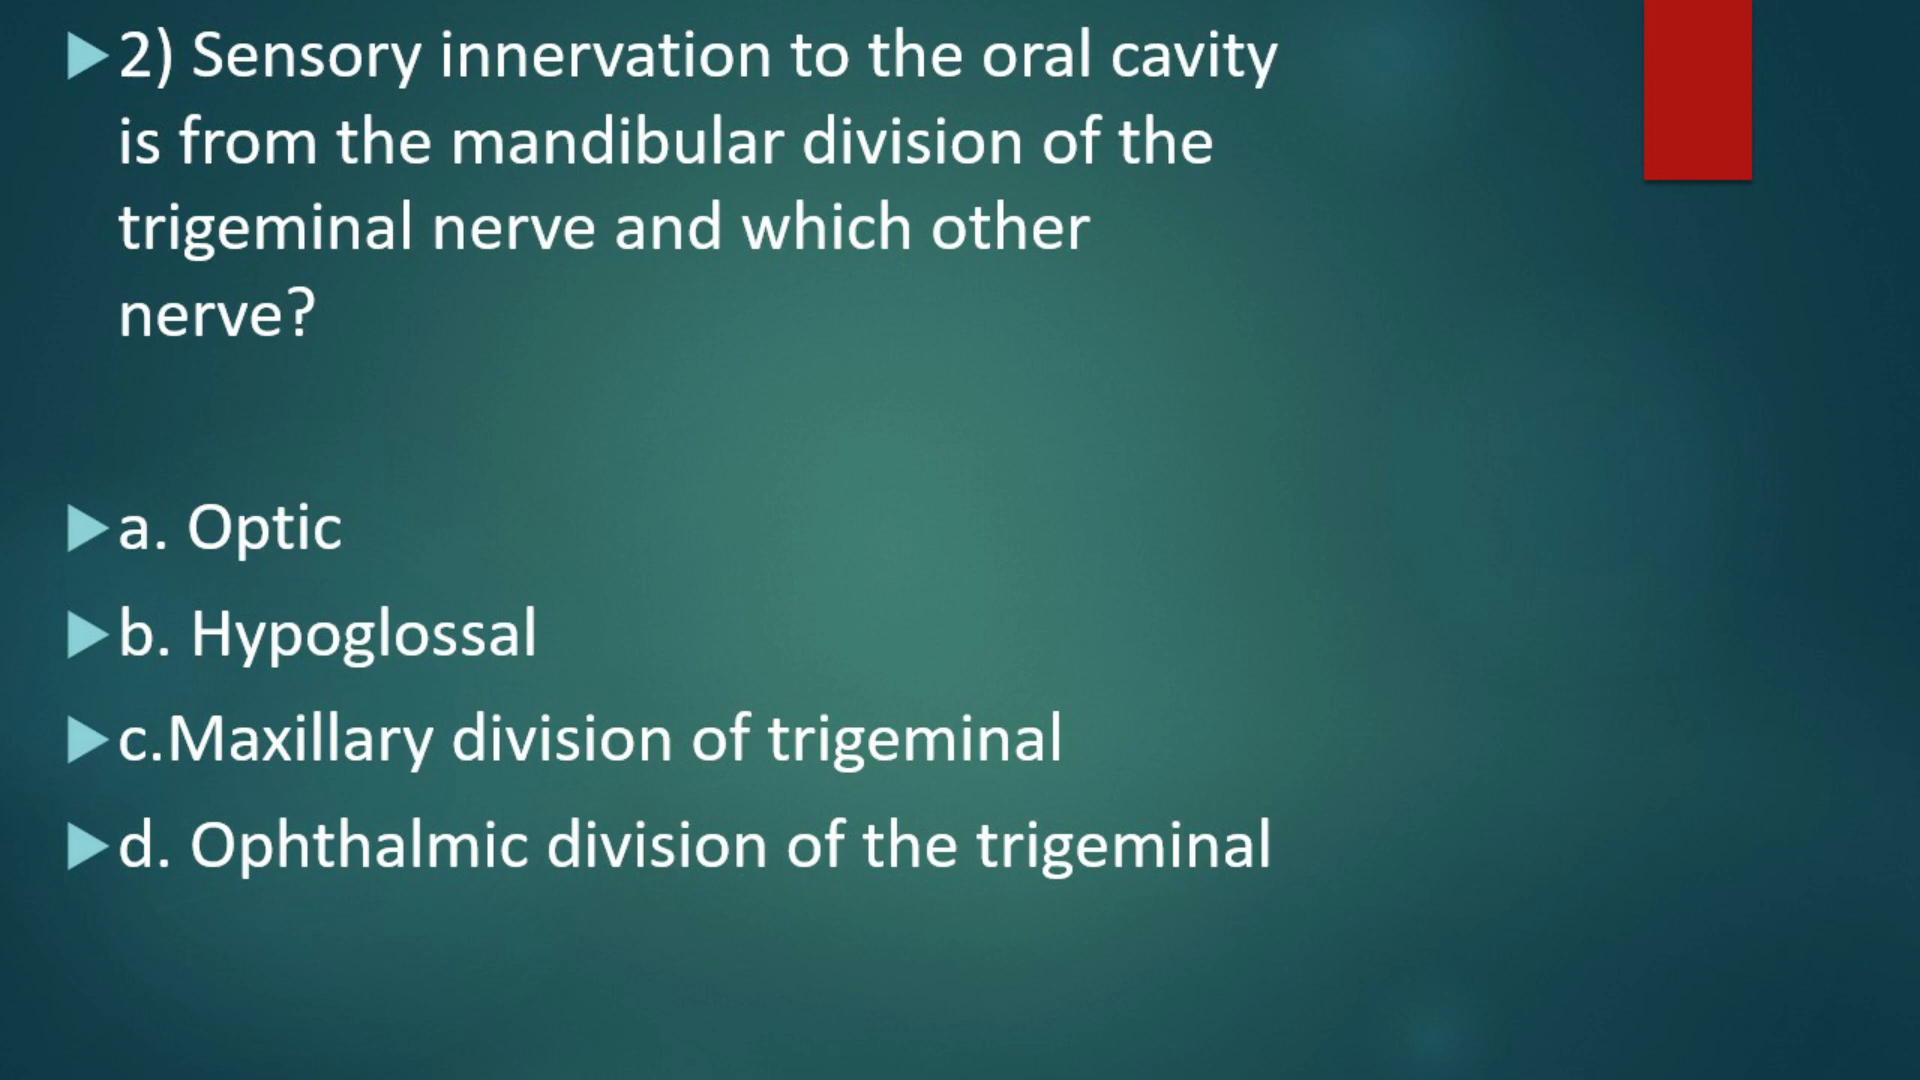 2) Sensory innervation to the oral cavity
is from the mandibular division of the
trigeminal nerve and which other
nerve?
a. Optic
b. Hypoglossal
c.Maxillary division of trigeminal
d. Ophthalmic division of the trigeminal